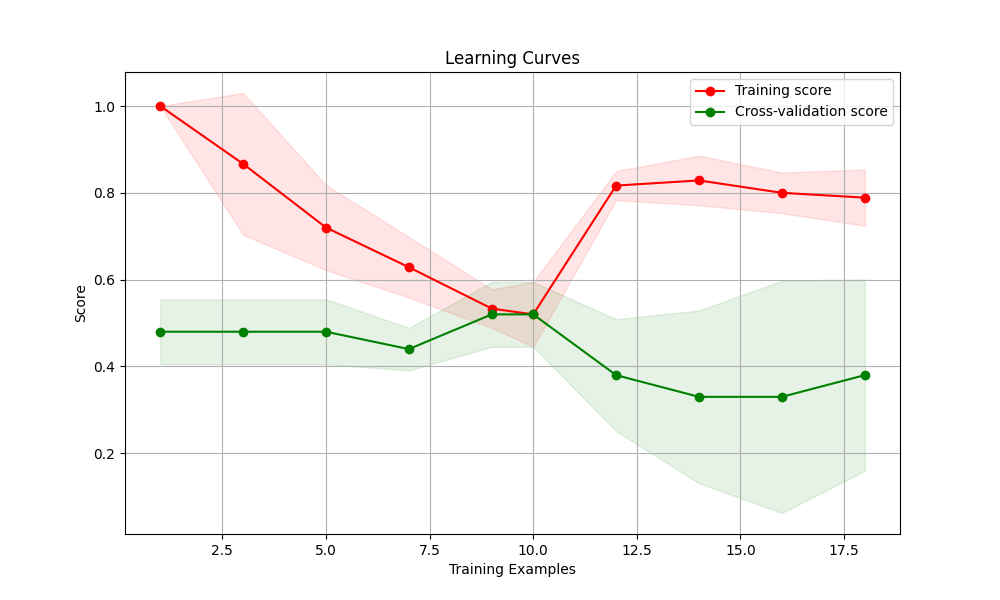 Learning Curves
Training score
Cross-validation score
1.0
0.8
0.6
0.4
0.2
Score
2.5 5.0 7.5 10.0 12.5 15.0 17.5
Training Examples